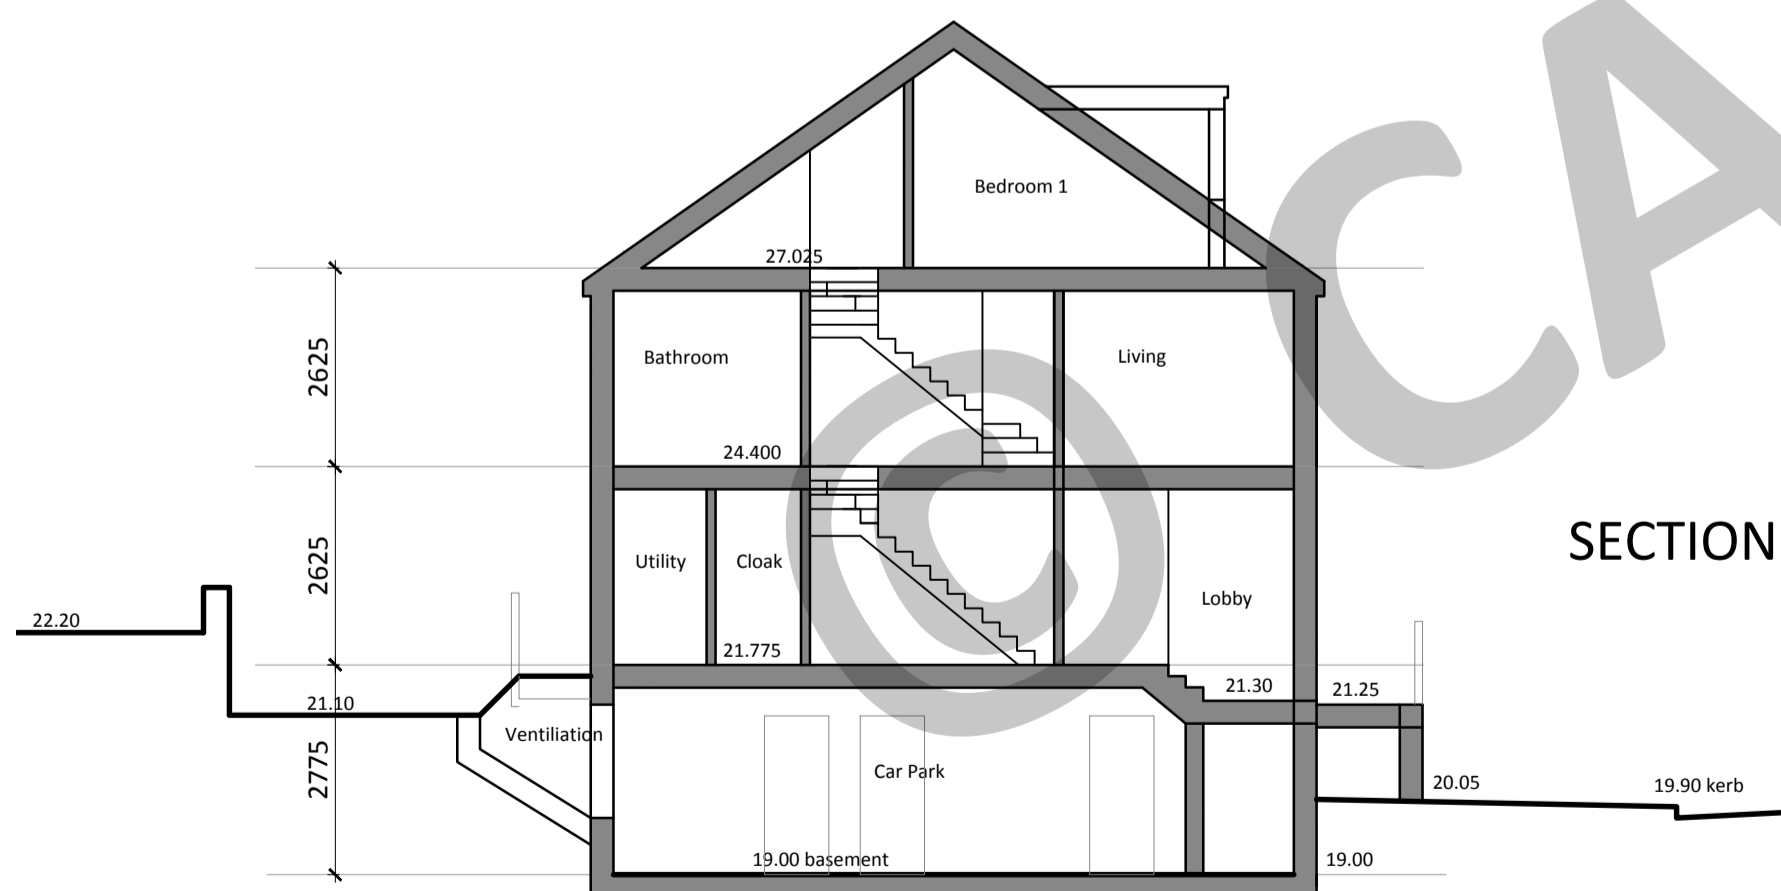 Bedroom 1
27.025
2625
Bathroom
Living
24.400
SECTION
2625
Utility
Cloak
Lobby
22.20
21.775
21.30
21.25
21.10
Ventiliation
2775
Car Park
20.05
19.90 kerb
19.00 basement
19.00
© CA